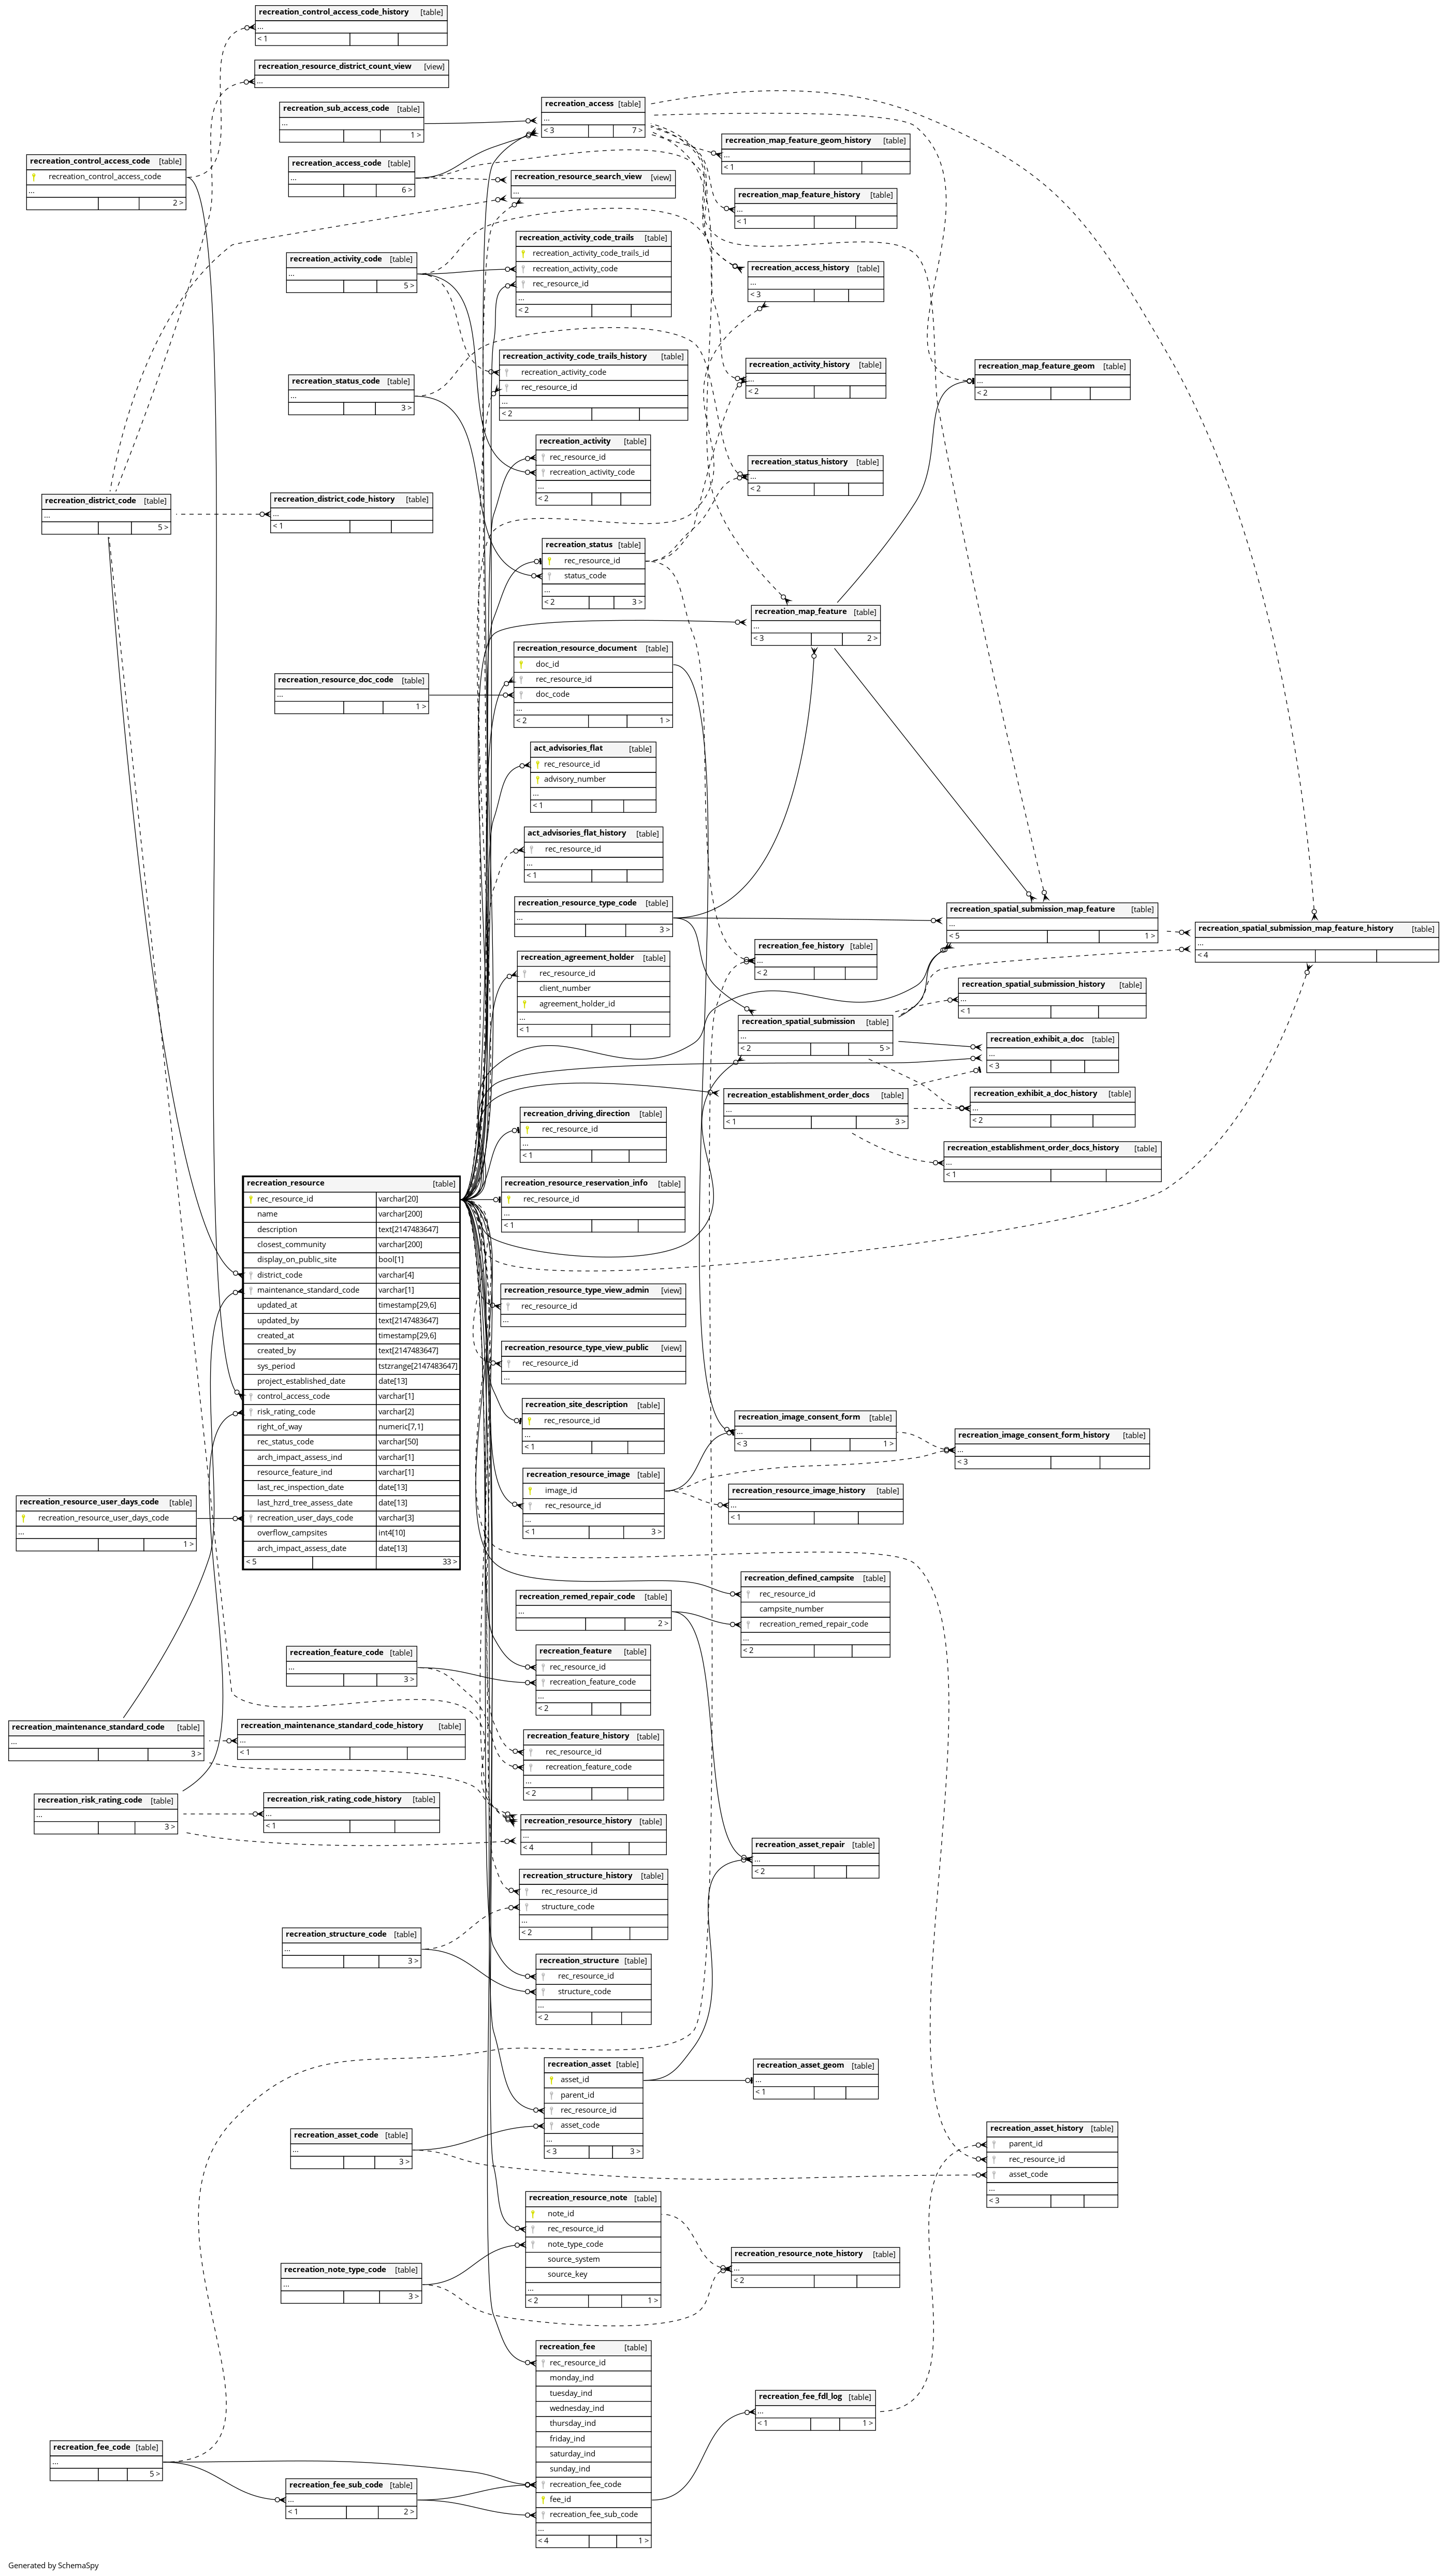 recreation_control_access_code_history [table]
...
< 1
recreation_resource_district_count_view [view]
...
recreation_sub_access_code [table]
...
1 >
recreation_access [table]
...
< 3 7 >
recreation_map_feature_geom_history [table]
...
< 1
recreation_control_access_code [table]
recreation_control_access_code
...
2 >
recreation_access_code [table]
...
6 >
recreation_resource_search_view [view]
...
recreation_map_feature_history [table]
...
< 1
recreation_activity_code_trails [table]
recreation_activity_code_trails_id
recreation_activity_code
rec_resource_id
...
< 2
recreation_activity_code [table]
...
5 >
recreation_access_history [table]
...
< 3
recreation_activity_code_trails_history [table]
recreation_activity_code
rec_resource_id
...
< 2
recreation_activity_history [table]
...
< 2
recreation_map_feature_geom [table]
...
< 2
recreation_status_code [table]
...
3 >
recreation_activity [table]
rec_resource_id
recreation_activity_code
...
< 2
recreation_status_history [table]
...
< 2
recreation_district_code [table]
...
5 >
recreation_district_code_history [table]
...
< 1
recreation_status [table]
rec_resource_id
status_code
...
< 2 3 >
recreation_map_feature [table]
...
< 3 2 >
recreation_resource_document [table]
doc_id
rec_resource_id
doc_code
...
< 2 1 >
recreation_resource_doc_code [table]
...
1 >
act_advisories_flat [table]
rec_resource_id
advisory_number
...
< 1
act_advisories_flat_history [table]
rec_resource_id
...
< 1
recreation_resource_type_code [table]
...
3 >
recreation_spatial_submission_map_feature [table]
...
< 5 1 >
recreation_spatial_submission_map_feature_history [table]
...
< 4
recreation_fee_history [table]
...
< 2
recreation_agreement_holder [table]
rec_resource_id
client_number
agreement_holder_id
...
< 1
recreation_spatial_submission_history [table]
...
< 1
recreation_spatial_submission [table]
...
< 2 5 >
recreation_exhibit_a_doc [table]
...
< 3
recreation_establishment_order_docs [table]
...
< 1 3 >
recreation_exhibit_a_doc_history [table]
...
< 2
recreation_driving_direction [table]
rec_resource_id
...
< 1
recreation_establishment_order_docs_history [table]
...
< 1
recreation_resource [table]
rec_resource_id varchar[20]
name varchar[200]
description text[2147483647]
closest_community varchar[200]
display_on_public_site bool[1]
district_code varchar[4]
maintenance_standard_code varchar[1]
updated_at timestamp[29,6]
updated_by text[2147483647]
created_at timestamp[29,6]
created_by text[2147483647]
sys_period tstzrange[2147483647]
project_established_date date[13]
control_access_code varchar[1]
risk_rating_code varchar[2]
right_of_way numeric[7,1]
rec_status_code varchar[50]
arch_impact_assess_ind varchar[1]
resource_feature_ind varchar[1]
last_rec_inspection_date date[13]
last_hzrd_tree_assess_date date[13]
recreation_user_days_code varchar[3]
overflow_campsites int4[10]
arch_impact_assess_date date[13]
< 5 33 >
recreation_resource_reservation_info [table]
rec_resource_id
...
< 1
recreation_resource_type_view_admin [view]
rec_resource_id
...
recreation_resource_type_view_public [view]
rec_resource_id
...
recreation_site_description [table]
rec_resource_id
...
< 1
recreation_image_consent_form [table]
...
< 3 1 >
recreation_image_consent_form_history [table]
...
< 3
recreation_resource_image [table]
image_id
rec_resource_id
...
< 1 3 >
recreation_resource_image_history [table]
...
< 1
recreation_resource_user_days_code [table]
recreation_resource_user_days_code
...
1 >
recreation_defined_campsite [table]
rec_resource_id
campsite_number
recreation_remed_repair_code
...
< 2
recreation_remed_repair_code [table]
...
2 >
recreation_feature_code [table]
...
3 >
recreation_feature [table]
rec_resource_id
recreation_feature_code
...
< 2
recreation_maintenance_standard_code [table]
...
3 >
recreation_maintenance_standard_code_history [table]
...
< 1
recreation_feature_history [table]
rec_resource_id
recreation_feature_code
...
< 2
recreation_risk_rating_code [table]
...
3 >
recreation_risk_rating_code_history [table]
...
< 1
recreation_resource_history [table]
...
< 4
recreation_asset_repair [table]
...
< 2
recreation_structure_history [table]
rec_resource_id
structure_code
...
< 2
recreation_structure_code [table]
...
3 >
recreation_structure [table]
rec_resource_id
structure_code
...
< 2
recreation_asset [table]
asset_id
parent_id
rec_resource_id
asset_code
...
< 3 3 >
recreation_asset_geom [table]
...
< 1
recreation_asset_code [table]
...
3 >
recreation_asset_history [table]
parent_id
rec_resource_id
asset_code
...
< 3
recreation_resource_note [table]
note_id
rec_resource_id
note_type_code
source_system
source_key
...
< 2 1 >
recreation_note_type_code [table]
...
3 >
recreation_resource_note_history [table]
...
< 2
recreation_fee [table]
rec_resource_id
monday_ind
tuesday_ind
wednesday_ind
thursday_ind
friday_ind
saturday_ind
sunday_ind
recreation_fee_code
fee_id
recreation_fee_sub_code
...
< 4 1 >
recreation_fee_fdl_log [table]
...
< 1 1 >
recreation_fee_code [table]
...
5 >
recreation_fee_sub_code [table]
...
< 1 2 >
Generated by SchemaSpy